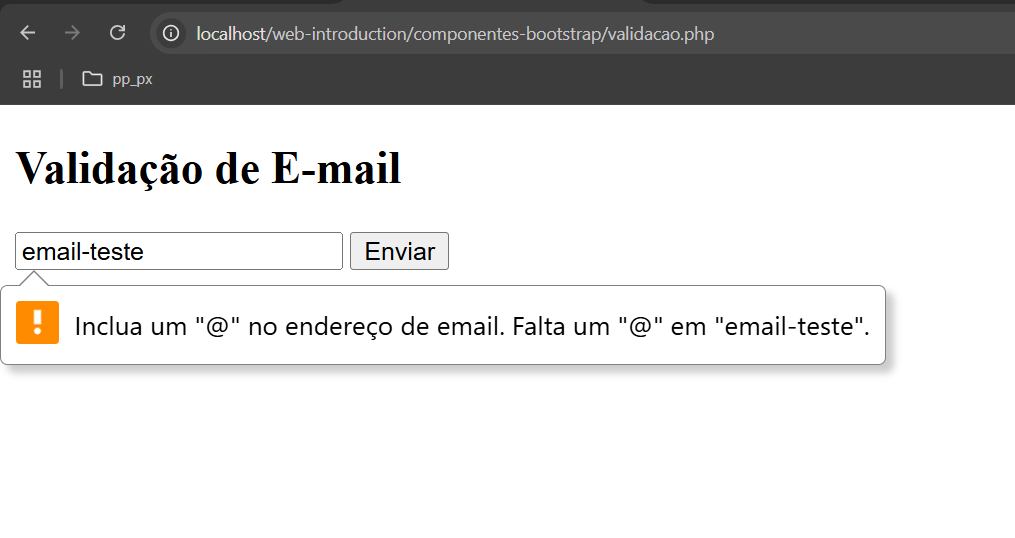 localhost/web-introduction/componentes-bootstrap/validacao.php
pp_px
Validação de E-mail
email-teste Enviar
Inclua um "@" no endereço de email. Falta um "@" em "email-teste".